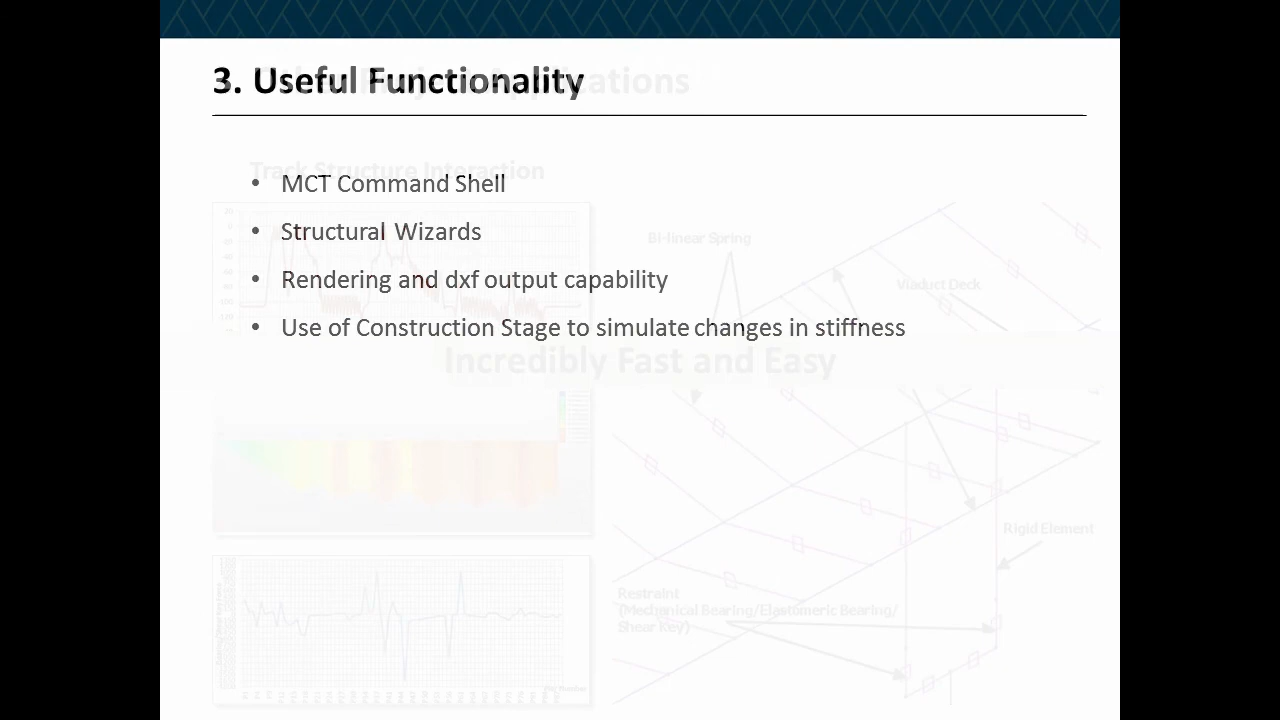 3. Useful Functionality
Applications
Track Structure Interaction
• MCT Command Shell
• Structural Wizards
Bi-linear Spring
• Rendering and dxf output capability
Viaduct Deck
• Use of Construction Stage to simulate changes in stiffness
Incredibly Fast and Easy
Rigid Element
Restraint
(Mechanical Bearing/Elastomeric Bearing/
Shear Key)